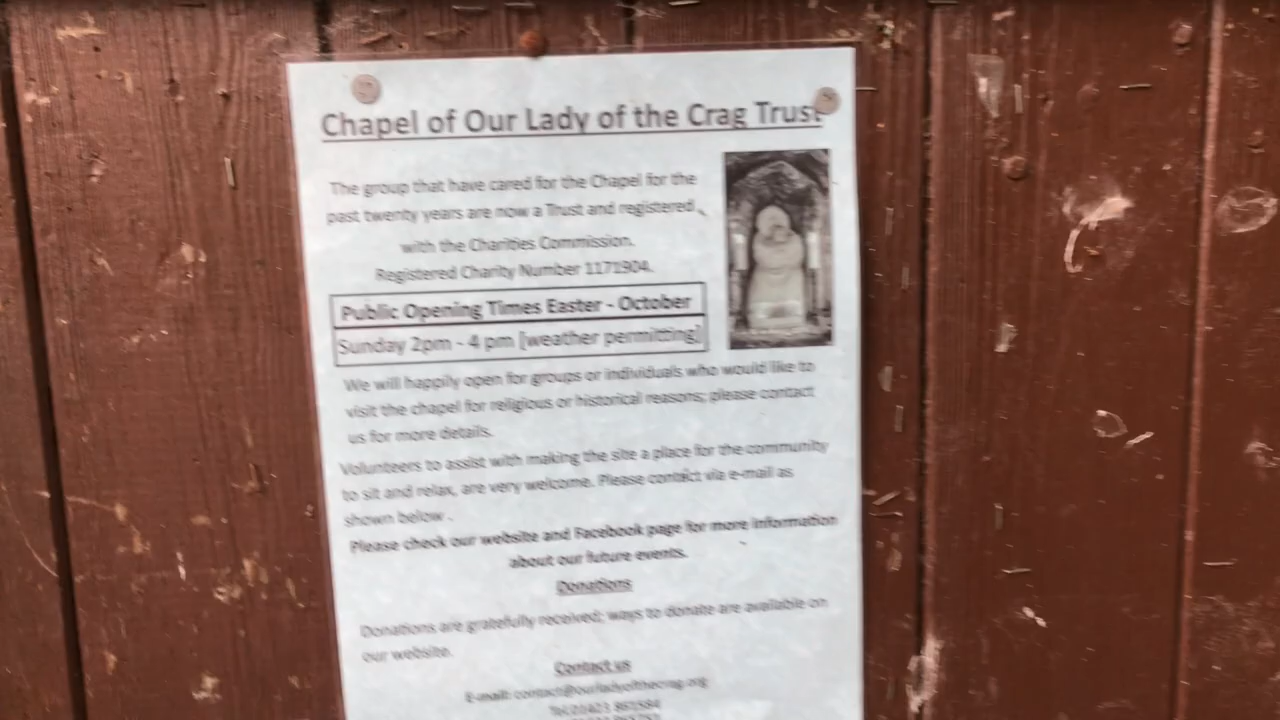 Chapel of Our Lady of the Crag Trust
The group that have cared for the Chapel for the
past twenty years are now a Trust and registered
with the Charities Commission.
Registered Charity Number 1171904.
Public Opening Times Easter - October
Sunday 2pm - 4 pm [weather permitting]
We will happily open for groups or individuals who would like to
visit the chapel for religious or historical reasons; please contact
us for more details.
Volunteers to assist with making the site a place for the community
to sit and relax, are very welcome. Please contact via e-mail as
shown below .
Please check our website and Facebook page for more information
about our future events.
Donations
Donations are gratefully received; ways to donate are available on
our website.
Contact us
E-mail: contact@ourladyofthecrag.org